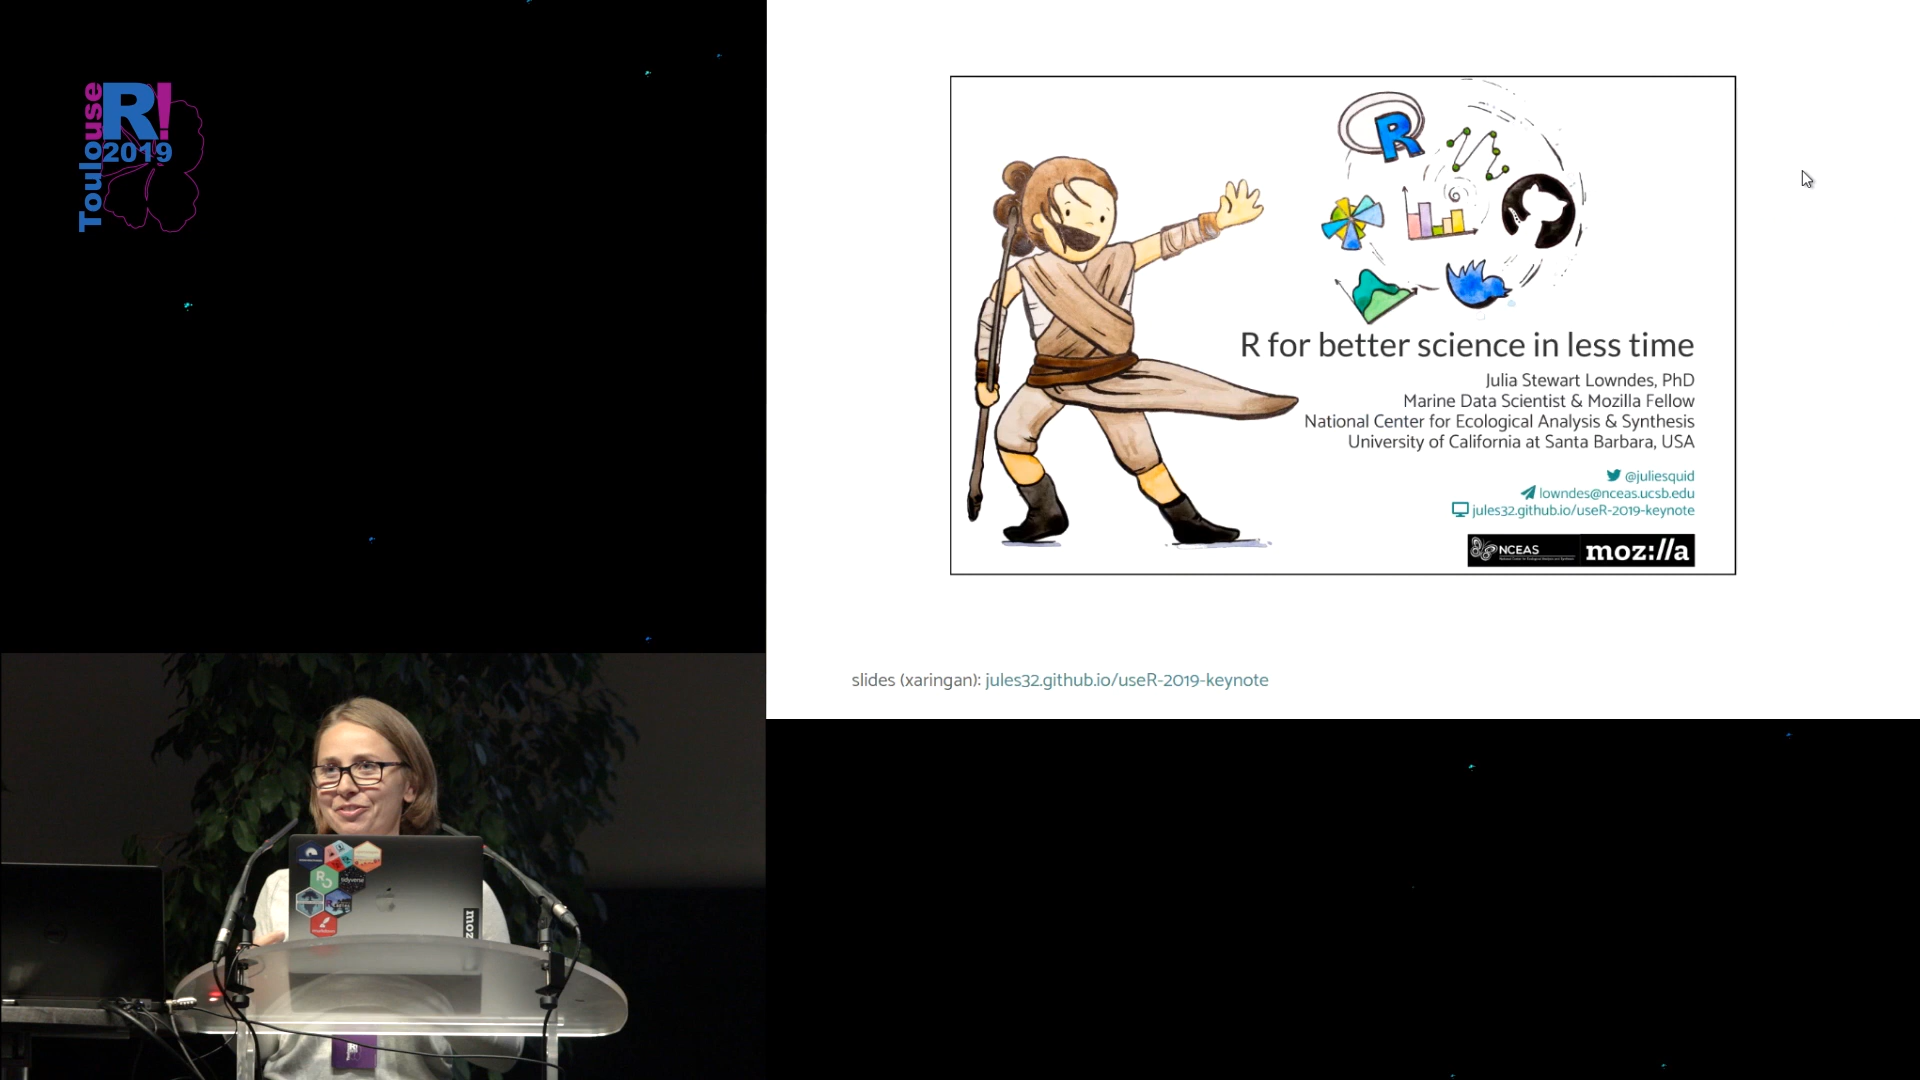 Toulouse
R!
2019
R
R for better science in less time
Julia Stewart Lowndes, PhD
Marine Data Scientist & Mozilla Fellow
National Center for Ecological Analysis & Synthesis
University of California at Santa Barbara, USA
@juliesquid
lowndes@nceas.ucsb.edu
jules32.github.io/useR-2019-keynote
NCEAS
moz://a
slides (xaringan): jules32.github.io/useR-2019-keynote
tidyverse
moz